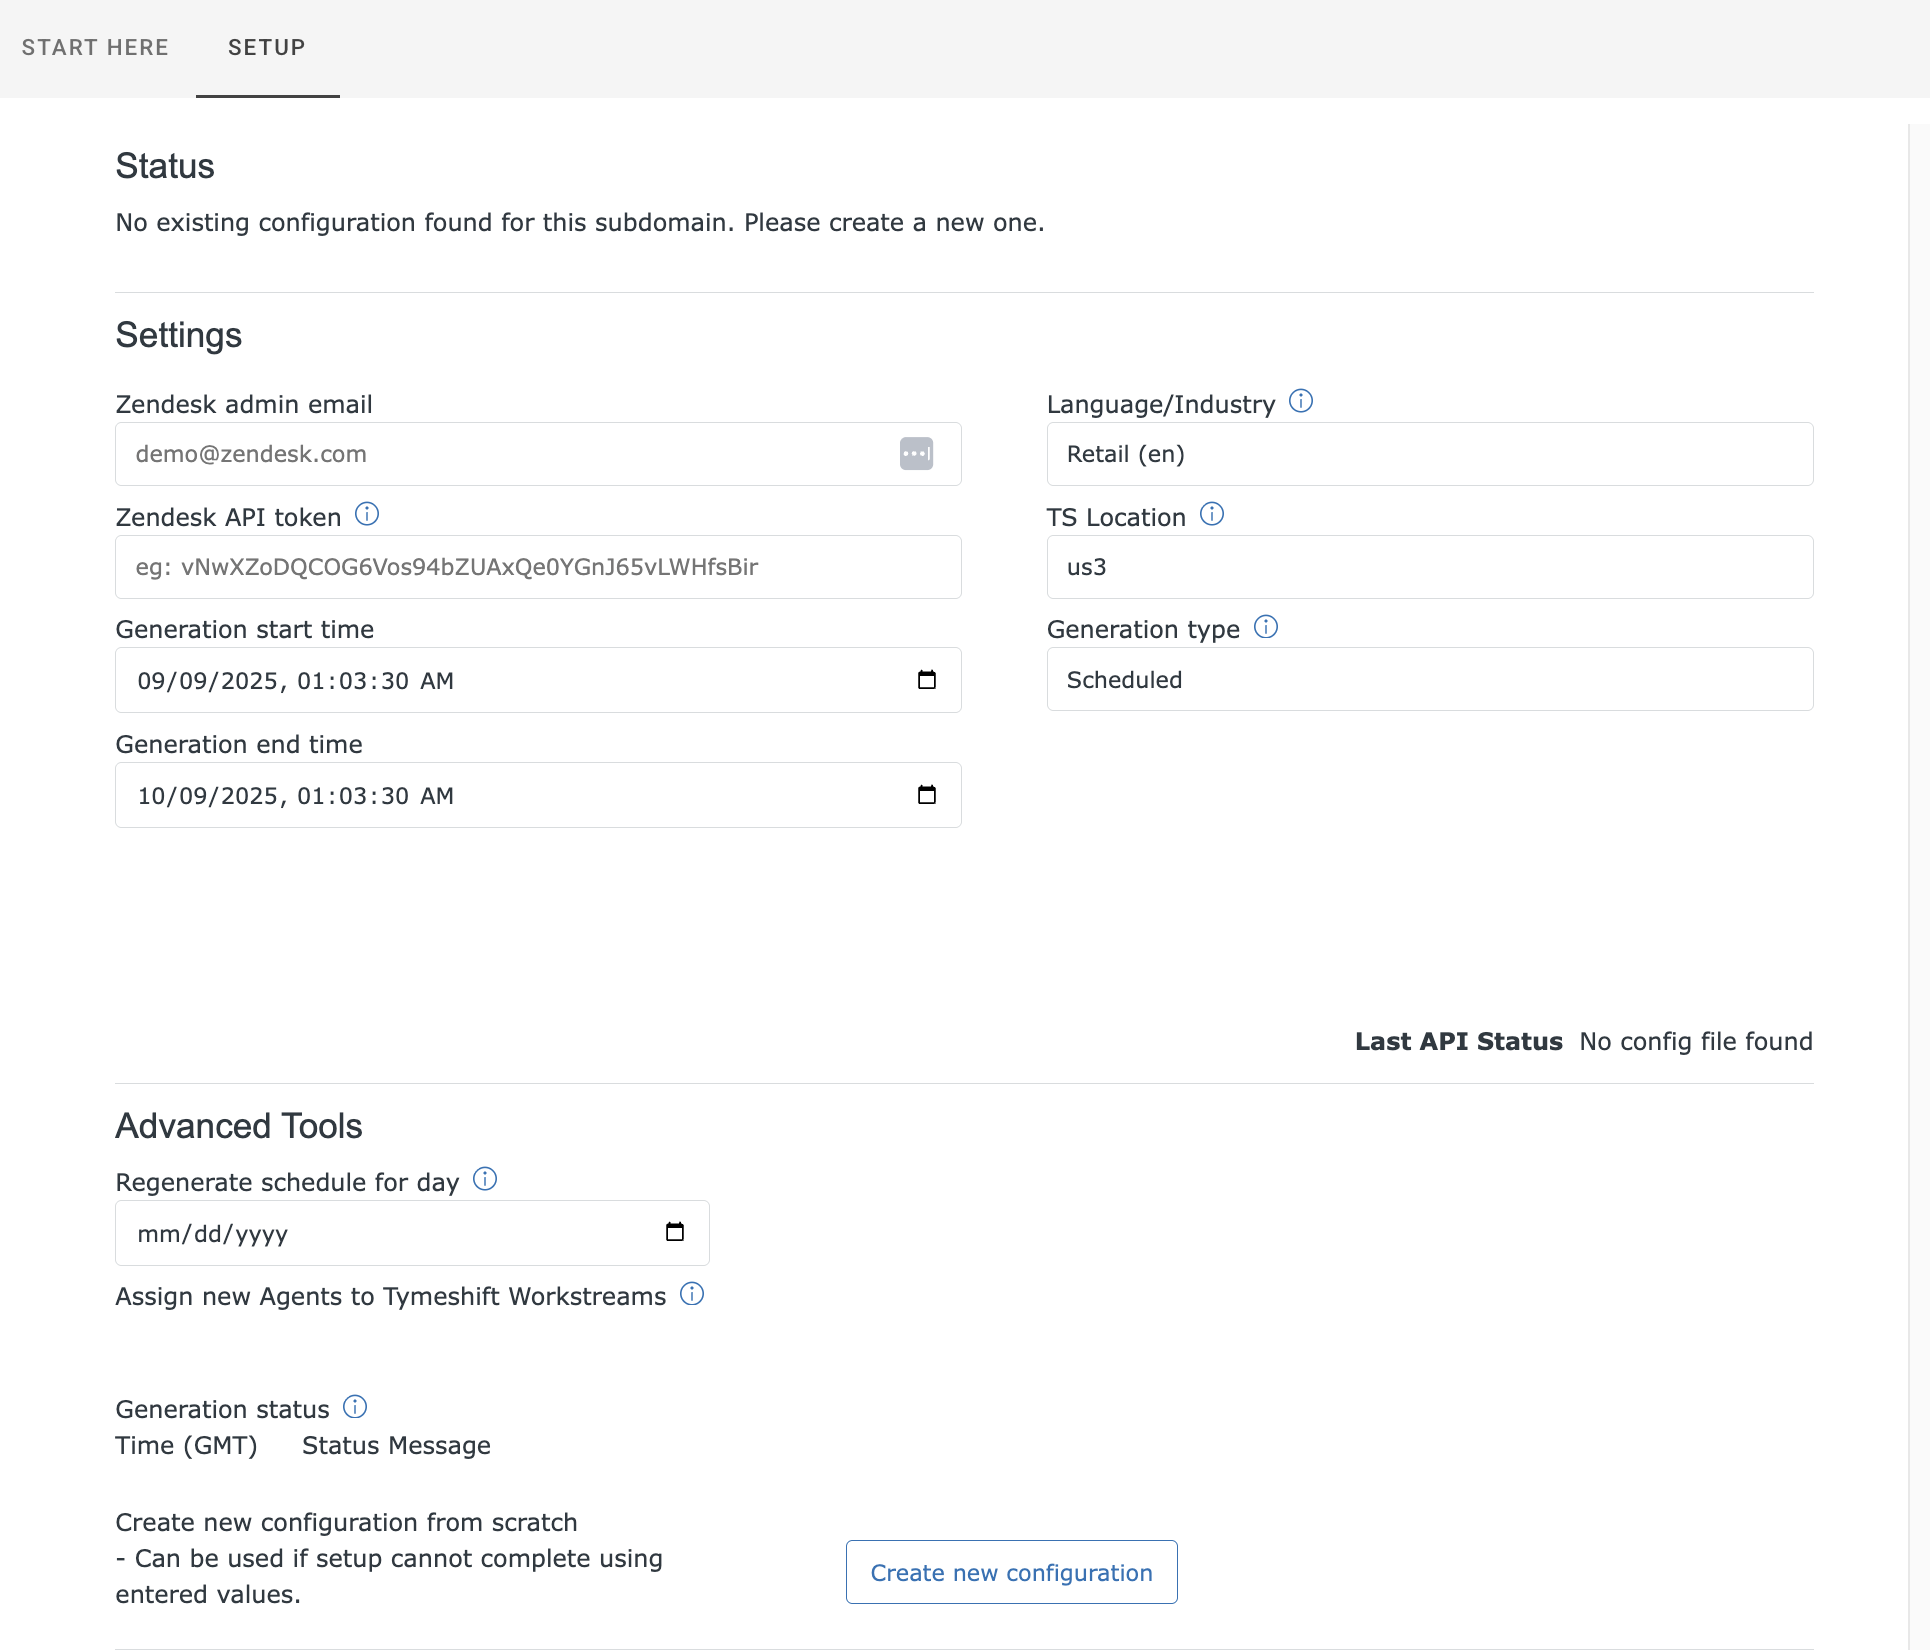 START HERE
SETUP
Status
No existing configuration found for this subdomain. Please create a new one.
Settings
Zendesk admin email
demo@zendesk.com
Zendesk API token
eg: vNwXZoDQCOG6Vos94bZUAxQe0YGnJ65vLWHfsBir
Generation start time
09/09/2025, 01:03:30 AM
Generation end time
10/09/2025, 01:03:30 AM
Language/Industry
Retail (en)
TS Location
us3
Generation type
Scheduled
Last API Status No config file found
Advanced Tools
Regenerate schedule for day
mm/dd/yyyy
Assign new Agents to Tymeshift Workstreams
Generation status
Time (GMT) Status Message
Create new configuration from scratch
- Can be used if setup cannot complete using
entered values.
Create new configuration